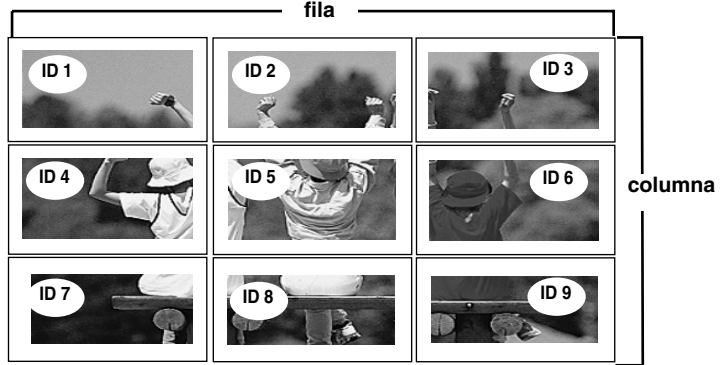 fila
ID 1
ID 2
ID 3
ID 4
ID 5
ID 6
columna
ID 7
ID 8
ID 9